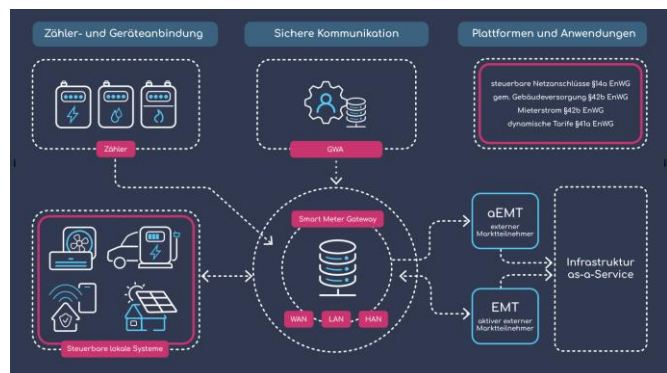 Zähler- und Geräteanbindung
Sichere Kommunikation
Plattformen und Anwendungen
Zähler
GWA
steuerbare Netzanschlüsse §14a EnWG
gem. Gebäudeversorgung §42b EnWG
Mieterstrom §42b EnWG
dynamische Tarife §41a EnWG
Steuerbare lokale Systeme
Smart Meter Gateway
WAN
LAN
HAN
aEMT
externer
Marktteilnehmer
EMT
aktiver externer
Marktteilnehmer
Infrastruktur
as-a-Service